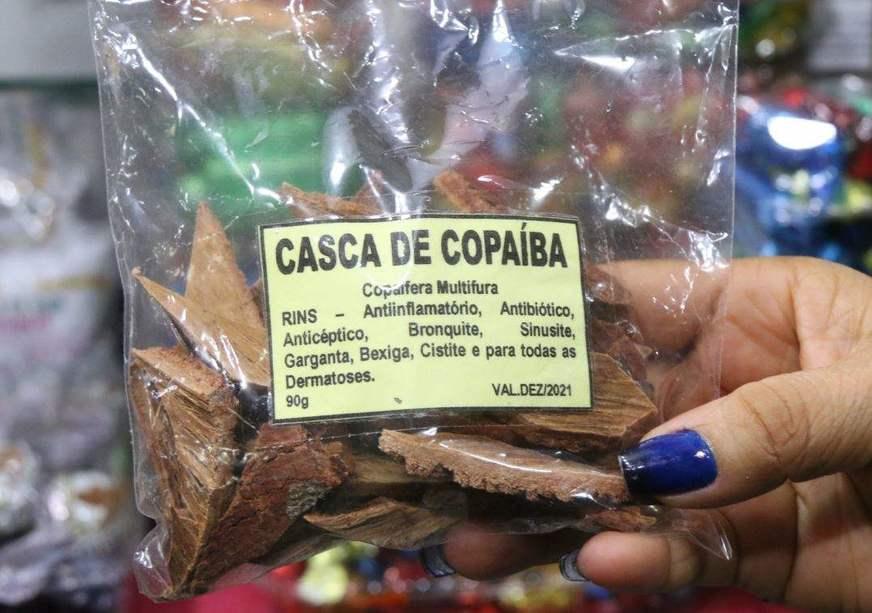 CASCA DE COPAÍBA
Copaifera Multifura
RINS – Antiinflamatório, Antibiótico,
Anticéptico, Bronquite, Sinusite,
Garganta, Bexiga, Cistite e para todas as
Dermatoses.
90g VAL.DEZ/2021